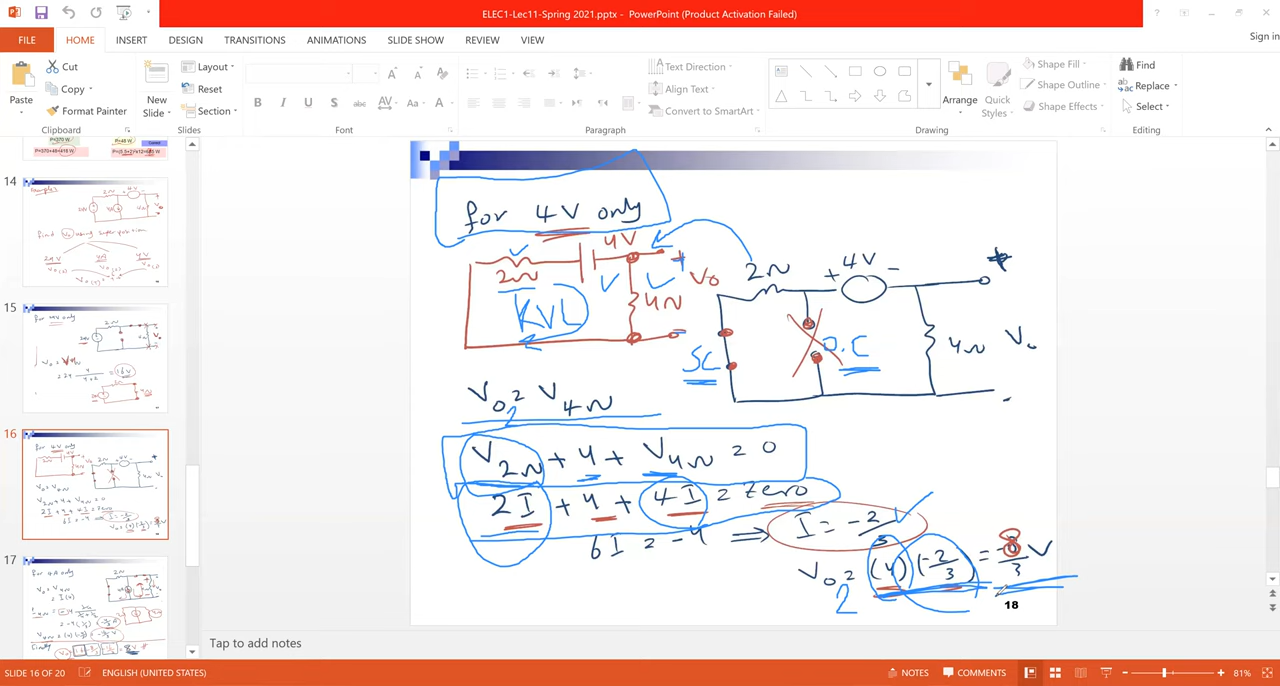 ELEC1-Lec11-Spring 2021.pptx - PowerPoint (Product Activation Failed)
FILE HOME INSERT DESIGN TRANSITIONS ANIMATIONS SLIDE SHOW REVIEW VIEW
Sign in
Paste
Cut
Copy
Format Painter
Clipboard
New Slide
Layout
Reset
Section
Slides
B I U S abc AV Aa A
Font
Text Direction
Align Text
Convert to SmartArt
Paragraph
Arrange
Quick Styles
Shape Fill
Shape Outline
Shape Effects
Drawing
Find
Replace
Select
Editing
14
15
16
17
for 4V only
4V
2Ω
+
Vo
4Ω
-
KVL
2Ω
+ 4V -
+
SC
O.C
4Ω
Vo
-
Vo = V4Ω
V2Ω + 4 + V4Ω = 0
2I + 4 + 4I = Zero
6I = -4 ⇒ I = -2/3
Vo = (4) (-2/3) = -8/3 V
18
Tap to add notes
SLIDE 16 OF 20 ENGLISH (UNITED STATES) NOTES COMMENTS 81%